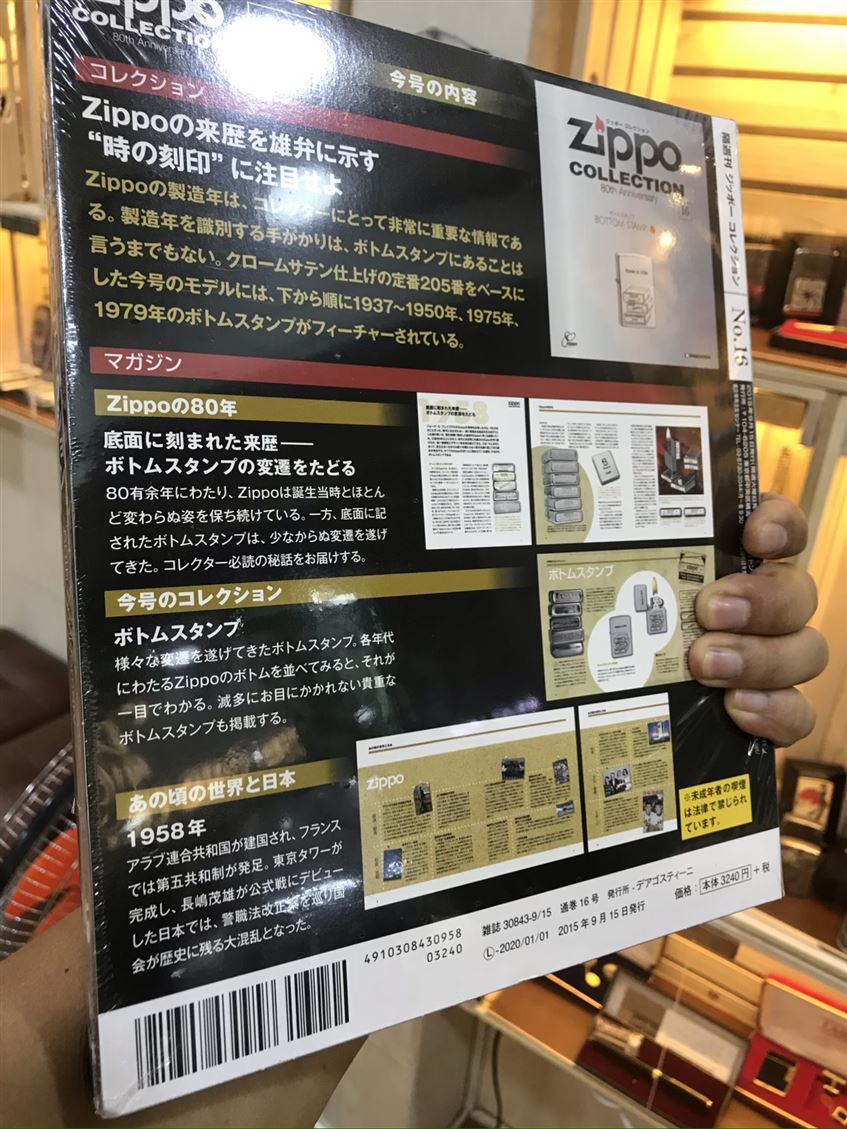 Zippo
COLLECTION
80th Anniversary
今号の内容
コレクション
Zippoの来歴を雄弁に示す
“時の刻印”に注目せよ
Zippoの製造年は、コレクターにとって非常に重要な情報であ
る。製造年を識別する手がかりは、ボトムスタンプにあることは
言うまでもない。クロームサテン仕上げの定番205番をベースに
した今号のモデルには、下から順に1937〜1950年、1975年、
1979年のボトムスタンプがフィーチャーされている。
ジッポー コレクション
Zippo
COLLECTION
80th Anniversary
BOTTOM STAMP
16
マガジン
Zippoの80年
底面に刻まれた来歴——
ボトムスタンプの変遷をたどる
80有余年にわたり、Zippoは誕生当時とほとん
ど変わらぬ姿を保ち続けている。一方、底面に記
されたボトムスタンプは、少なからぬ変遷を遂げ
てきた。コレクター必読の秘話をお届けする。
今号のコレクション
ボトムスタンプ
様々な変遷を遂げてきたボトムスタンプ。各年代
にわたるZippoのボトムを並べてみると、それが
一目でわかる。滅多にお目にかかれない貴重な
ボトムスタンプも掲載する。
ボトムスタンプ
あの頃の世界と日本
1958年
アラブ連合共和国が建国され、フランス
では第五共和制が発足。東京タワーが
完成し、長嶋茂雄が公式戦にデビュー
した日本では、警職法改正案を巡り国
会が歴史に残る大混乱となった。
zippo
※未成年者の喫煙
は法律で禁じられ
ています。
4910308430958
03240
雑誌 30843-9/15 通巻 16 号 発行所 - デアゴスティーニ
Ⓛ-2020/01/01 2015 年 9 月 15 日発行
価格：本体 3240 円 + 税
隔週刊 ジッポー コレクション No.16